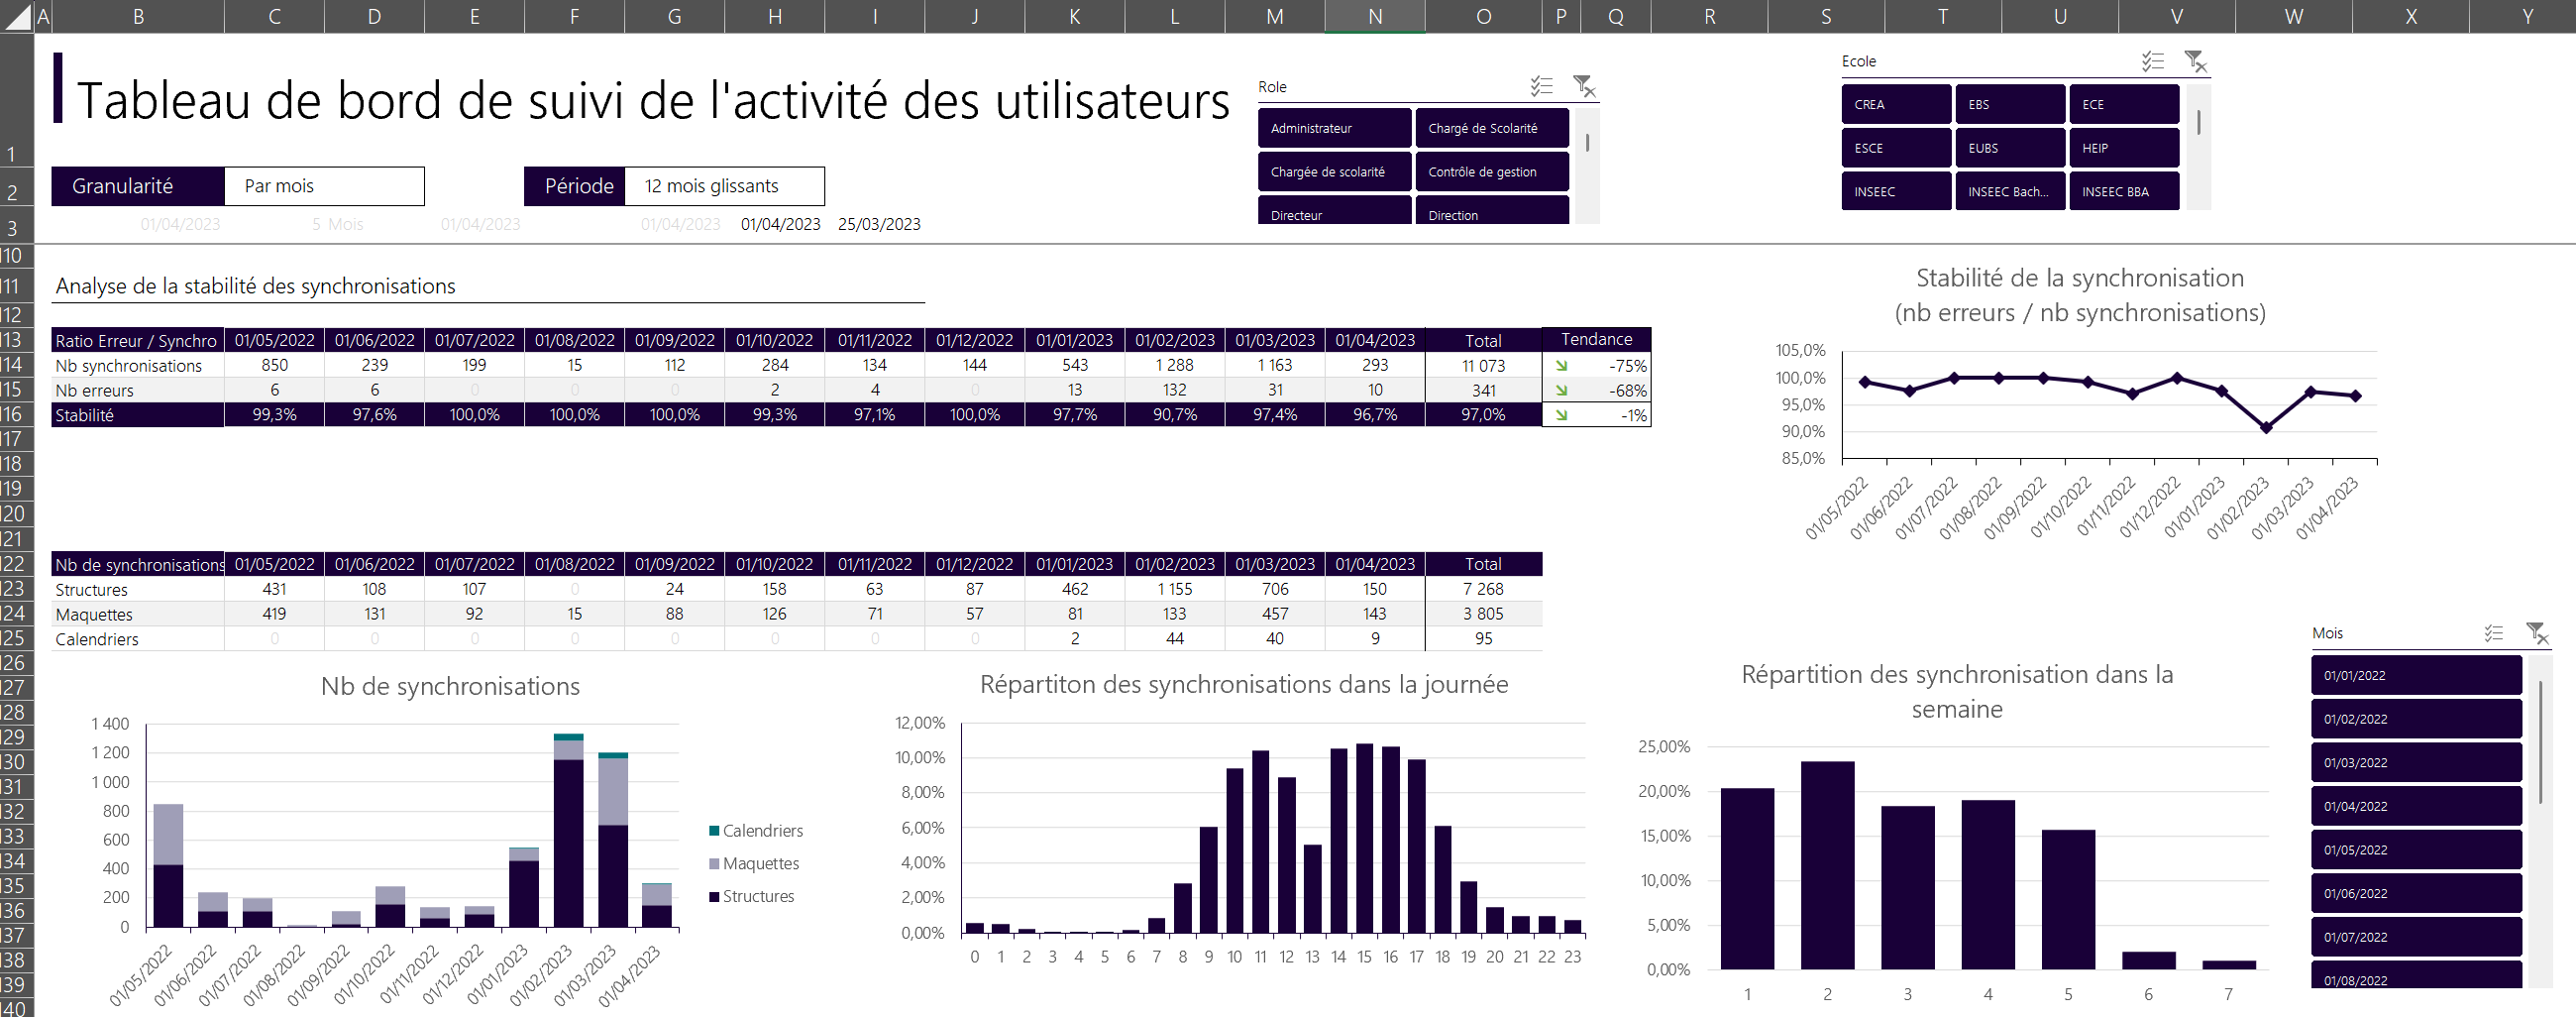 A B C D E F G H I J K L M N O P Q R S T U V W X Y
Tableau de bord de suivi de l'activité des utilisateurs
Role
Administrateur Chargé de Scolarité
Chargée de scolarité Contrôle de gestion
Directeur Direction
Ecole
CREA EBS ECE
ESCE EUBS HEIP
INSEEC INSEEC Bach... INSEEC BBA
1
2 Granularité Par mois Période 12 mois glissants
3 01/04/2023 5 Mois 01/04/2023 01/04/2023 01/04/2023 25/03/2023
110
111 Analyse de la stabilité des synchronisations
112
113 Ratio Erreur / Synchro 01/05/2022 01/06/2022 01/07/2022 01/08/2022 01/09/2022 01/10/2022 01/11/2022 01/12/2022 01/01/2023 01/02/2023 01/03/2023 01/04/2023 Total Tendance
114 Nb synchronisations 850 239 199 15 112 284 134 144 543 1 288 1 163 293 11 073 -75%
115 Nb erreurs 6 6 0 0 0 2 4 0 13 132 31 10 341 -68%
116 Stabilité 99,3% 97,6% 100,0% 100,0% 100,0% 99,3% 97,1% 100,0% 97,7% 90,7% 97,4% 96,7% 97,0% -1%
117
118
119
120
121
Stabilité de la synchronisation
(nb erreurs / nb synchronisations)
105,0%
100,0%
95,0%
90,0%
85,0%
01/05/2022 01/06/2022 01/07/2022 01/08/2022 01/09/2022 01/10/2022 01/11/2022 01/12/2022 01/01/2023 01/02/2023 01/03/2023 01/04/2023
122 Nb de synchronisations 01/05/2022 01/06/2022 01/07/2022 01/08/2022 01/09/2022 01/10/2022 01/11/2022 01/12/2022 01/01/2023 01/02/2023 01/03/2023 01/04/2023 Total
123 Structures 431 108 107 0 24 158 63 87 462 1 155 706 150 7 268
124 Maquettes 419 131 92 15 88 126 71 57 81 133 457 143 3 805
125 Calendriers 0 0 0 0 0 0 0 0 2 44 40 9 95
126
127
128
129
130
131
132
133
134
135
136
137
138
139
140
Nb de synchronisations
1 400
1 200
1 000
800
600
400
200
0
01/05/2022 01/06/2022 01/07/2022 01/08/2022 01/09/2022 01/10/2022 01/11/2022 01/12/2022 01/01/2023 01/02/2023 01/03/2023 01/04/2023
Calendriers
Maquettes
Structures
Répartiton des synchronisations dans la journée
12,00%
10,00%
8,00%
6,00%
4,00%
2,00%
0,00%
0 1 2 3 4 5 6 7 8 9 10 11 12 13 14 15 16 17 18 19 20 21 22 23
Répartition des synchronisation dans la
semaine
25,00%
20,00%
15,00%
10,00%
5,00%
0,00%
1 2 3 4 5 6 7
Mois
01/01/2022
01/02/2022
01/03/2022
01/04/2022
01/05/2022
01/06/2022
01/07/2022
01/08/2022